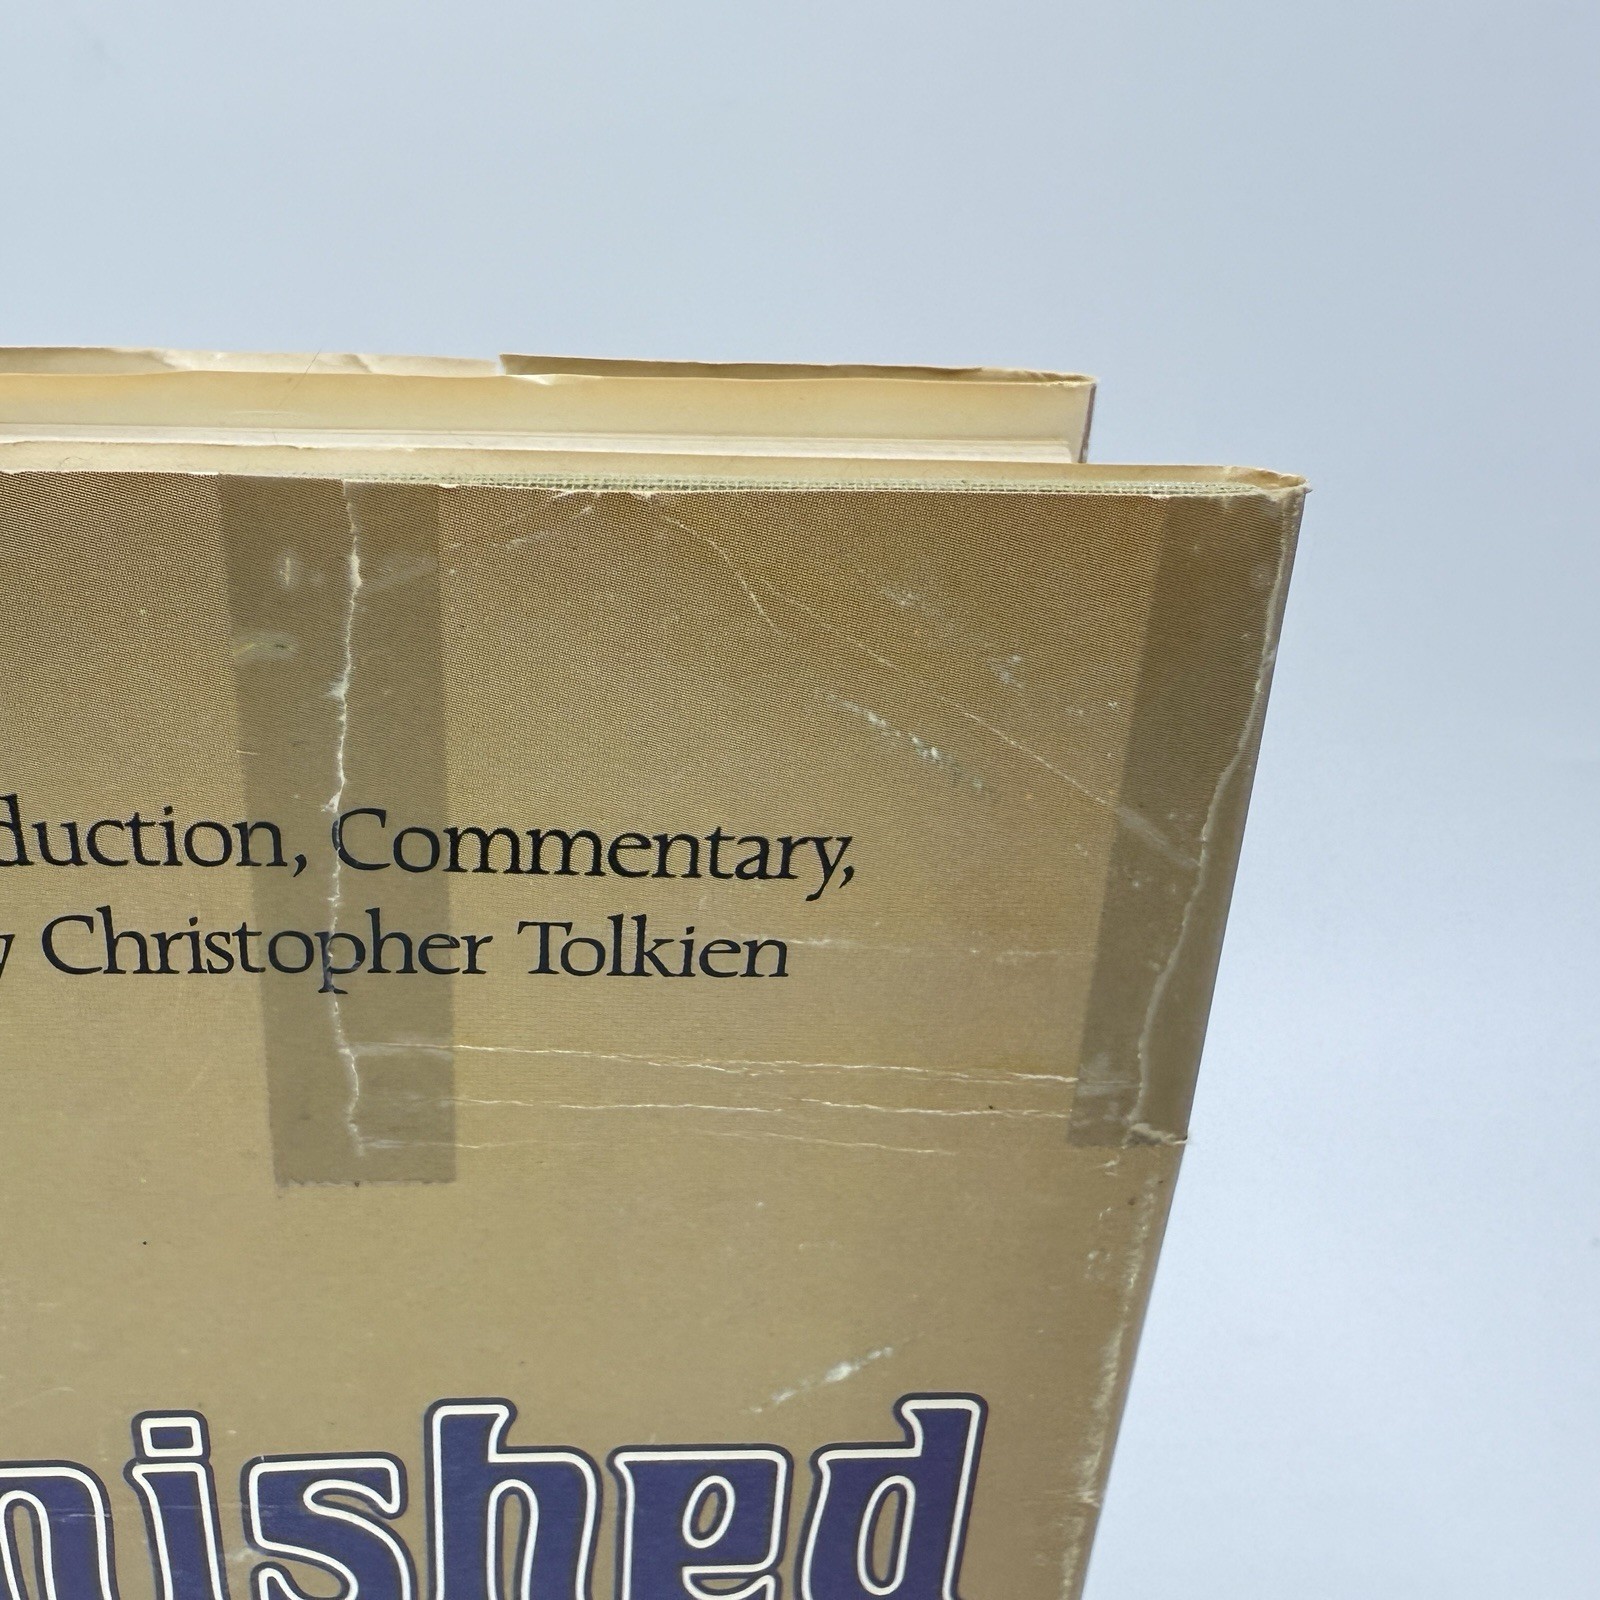 duction, Commentary,
y Christopher Tolkien
nished